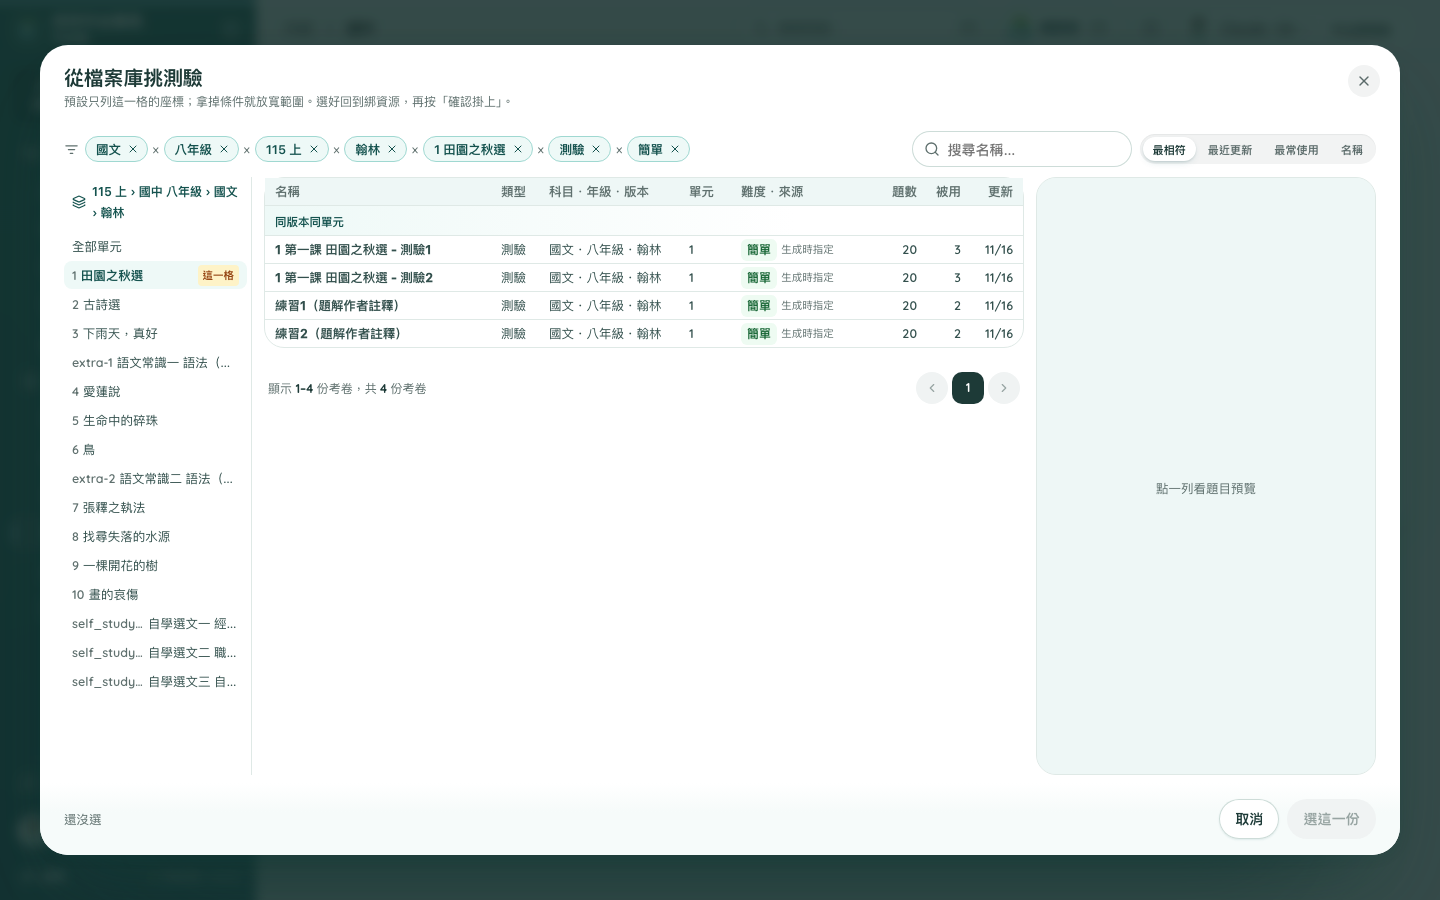 從檔案庫挑測驗
預設只列這一格的座標；拿掉條件就放寬範圍。選好回到綁資源，再按「確認掛上」。
國文 × × 八年級 × × 115 上 × × 翰林 × × 1 田園之秋選 × × 測驗 × × 簡單 ×
搜尋名稱...
最相符 最近更新 最常使用 名稱
115 上 › 國中 八年級 › 國文
› 翰林
全部單元
1 田園之秋選 這一格
2 古詩選
3 下雨天，真好
extra-1 語文常識一 語法（...
4 愛蓮說
5 生命中的碎珠
6 鳥
extra-2 語文常識二 語法（...
7 張釋之執法
8 找尋失落的水源
9 一棵開花的樹
10 畫的哀傷
self_study... 自學選文一 經...
self_study... 自學選文二 職...
self_study... 自學選文三 自...
名稱 類型 科目 · 年級 · 版本 單元 難度 · 來源 題數 被用 更新
同版本同單元
1 第一課 田園之秋選 - 測驗1 測驗 國文 · 八年級 · 翰林 1 簡單 生成時指定 20 3 11/16
1 第一課 田園之秋選 - 測驗2 測驗 國文 · 八年級 · 翰林 1 簡單 生成時指定 20 3 11/16
練習1（題解作者註釋） 測驗 國文 · 八年級 · 翰林 1 簡單 生成時指定 20 2 11/16
練習2（題解作者註釋） 測驗 國文 · 八年級 · 翰林 1 簡單 生成時指定 20 2 11/16
顯示 1–4 份考卷，共 4 份考卷
‹ 1 ›
點一列看題目預覽
還沒選
取消
選這一份